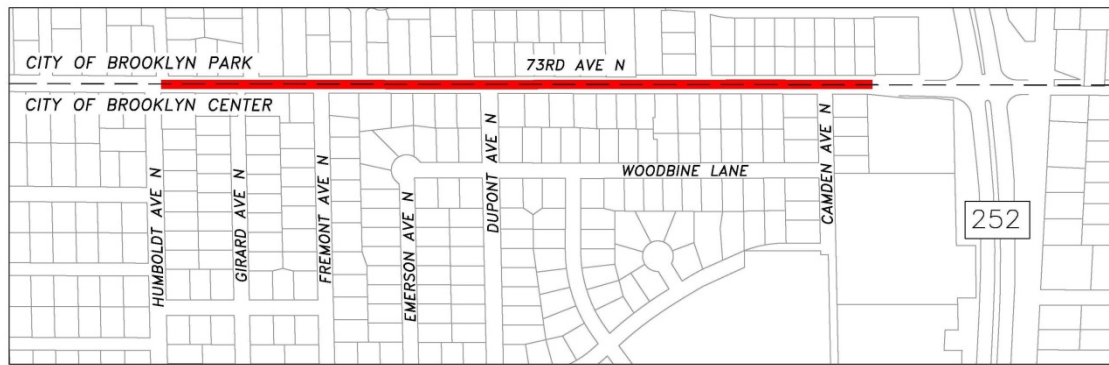 CITY OF BROOKLYN PARK
73RD AVE N
CITY OF BROOKLYN CENTER
HUMBOLDT AVE N
GIRARD AVE N
FREMONT AVE N
EMERSON AVE N
DUPONT AVE N
WOODBINE LANE
CAMDEN AVE N
252